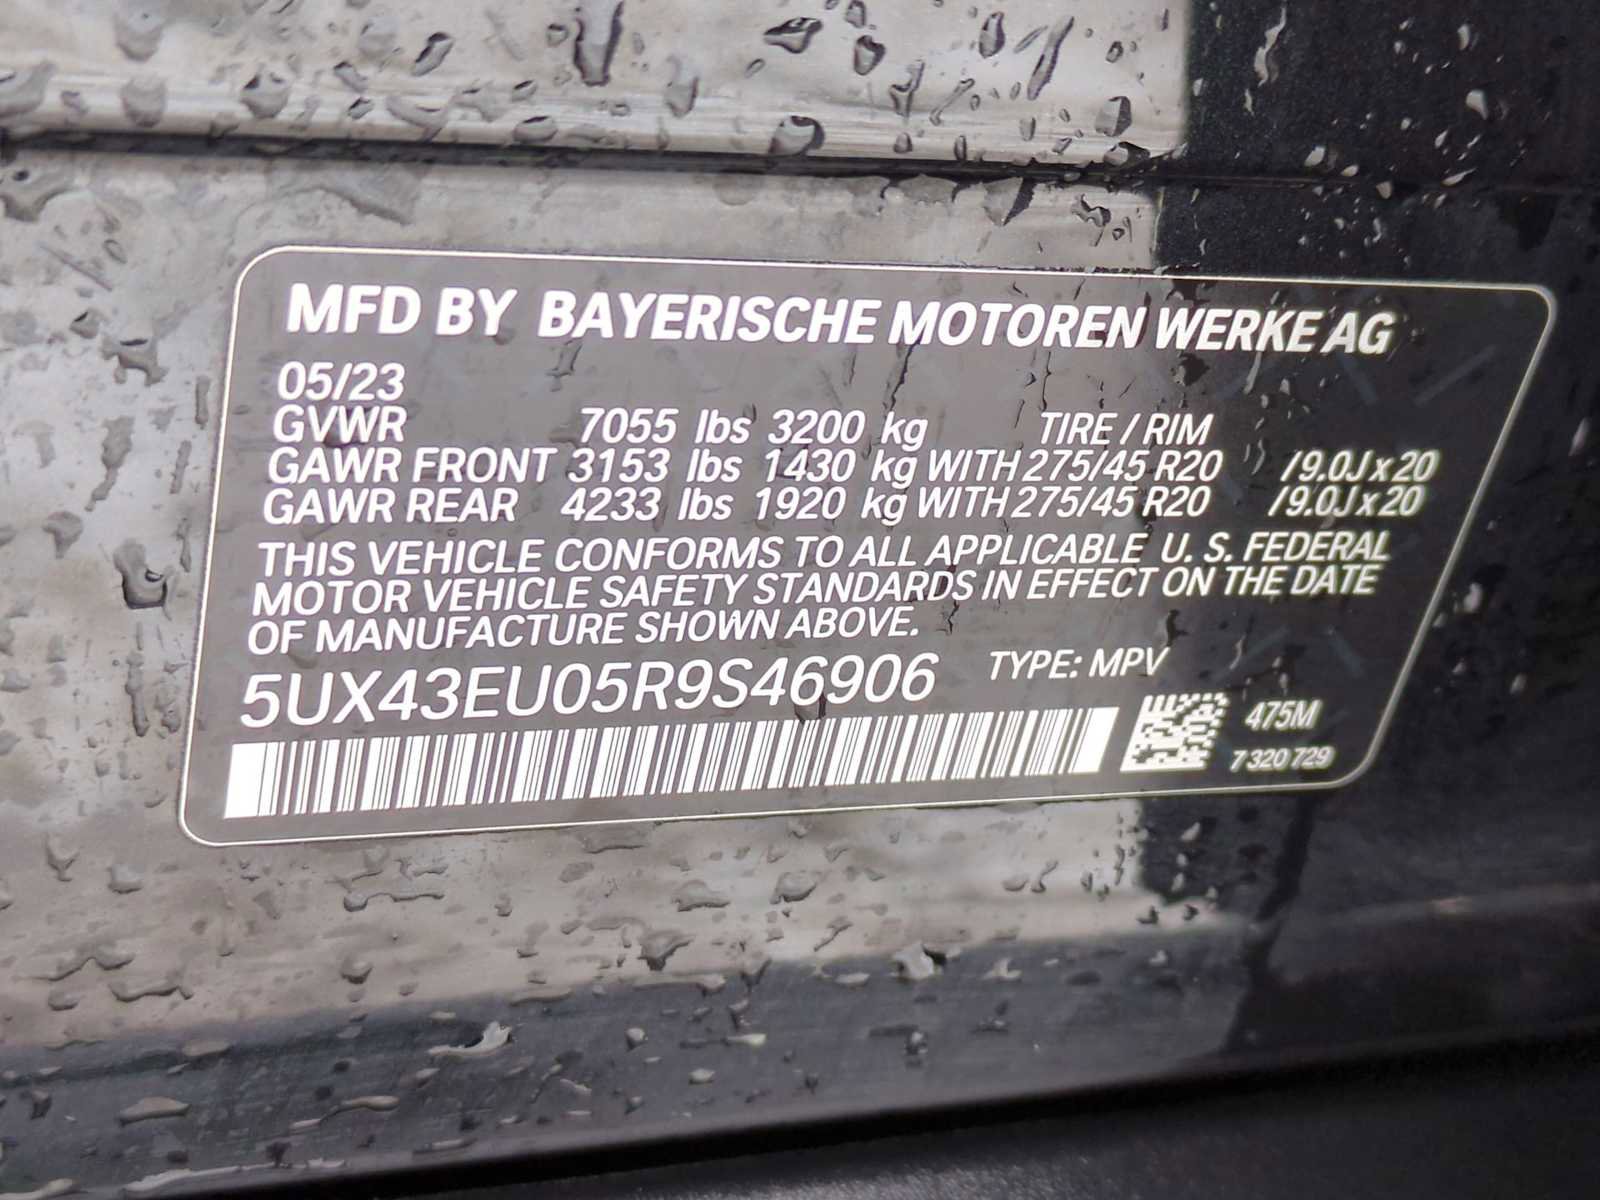 MFD BY BAYERISCHE MOTOREN WERKE AG
05/23
GVWR 7055 lbs 3200 kg TIRE / RIM
GAWR FRONT 3153 lbs 1430 kg WITH 275/45 R20 /9.0J x 20
GAWR REAR 4233 lbs 1920 kg WITH 275/45 R20 /9.0J x 20
THIS VEHICLE CONFORMS TO ALL APPLICABLE U. S. FEDERAL
MOTOR VEHICLE SAFETY STANDARDS IN EFFECT ON THE DATE
OF MANUFACTURE SHOWN ABOVE.
5UX43EU05R9S46906 TYPE: MPV
475M
7 320 729